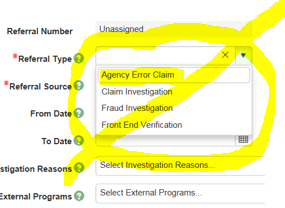 Referral Number Unassigned
*Referral Type ?
Agency Error Claim
*Referral Source ? Claim Investigation
Fraud Investigation
From Date ?
Front End Verification
To Date ?
Investigation Reasons ? Select Investigation Reasons...
External Programs ? Select External Programs...